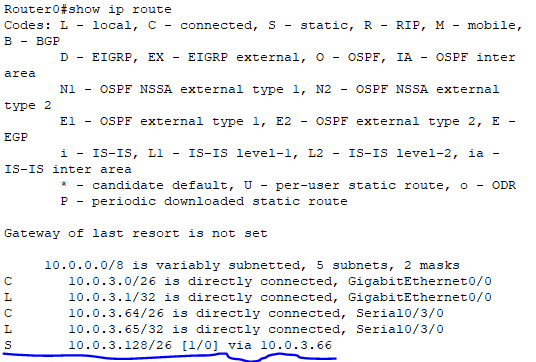 Router0#show ip route
Codes: L - local, C - connected, S - static, R - RIP, M - mobile,
B - BGP
D - EIGRP, EX - EIGRP external, O - OSPF, IA - OSPF inter
area
N1 - OSPF NSSA external type 1, N2 - OSPF NSSA external
type 2
E1 - OSPF external type 1, E2 - OSPF external type 2, E -
EGP
i - IS-IS, L1 - IS-IS level-1, L2 - IS-IS level-2, ia -
IS-IS inter area
* - candidate default, U - per-user static route, o - ODR
P - periodic downloaded static route
Gateway of last resort is not set
10.0.0.0/8 is variably subnetted, 5 subnets, 2 masks
C 10.0.3.0/26 is directly connected, GigabitEthernet0/0
L 10.0.3.1/32 is directly connected, GigabitEthernet0/0
C 10.0.3.64/26 is directly connected, Serial0/3/0
L 10.0.3.65/32 is directly connected, Serial0/3/0
S 10.0.3.128/26 [1/0] via 10.0.3.66